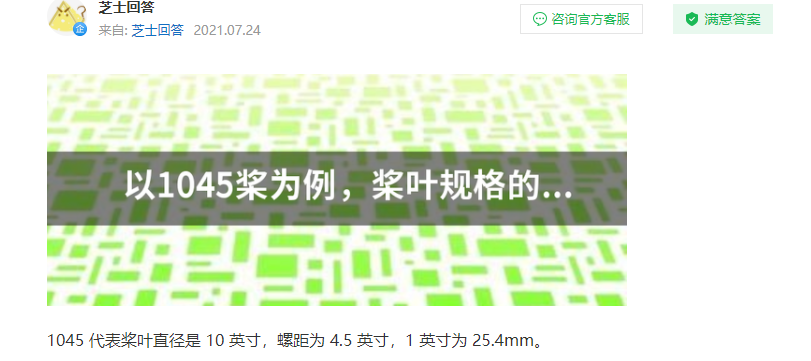 芝士回答
企
来自: 芝士回答 2021.07.24
咨询官方客服
满意答案
以1045桨为例，桨叶规格的...
1045 代表桨叶直径是 10 英寸，螺距为 4.5 英寸，1 英寸为 25.4mm。